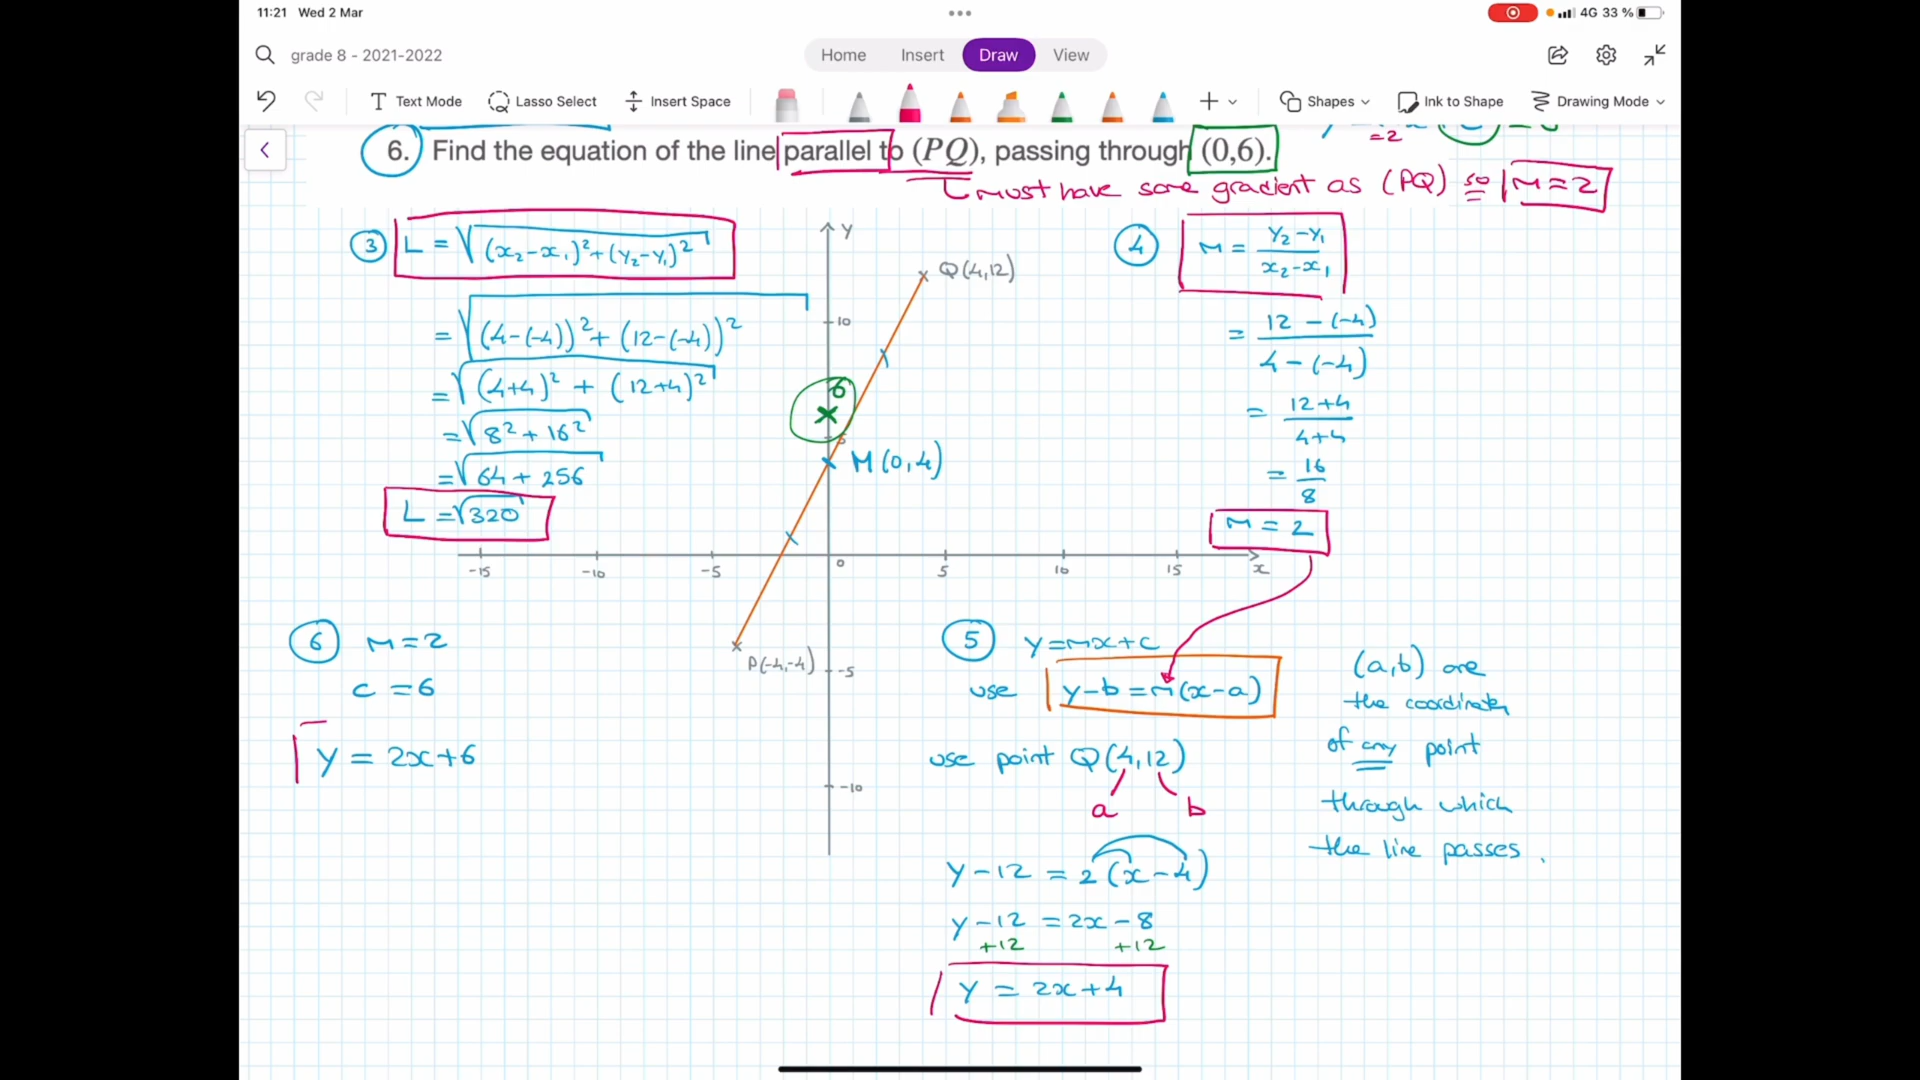 11:21 Wed 2 Mar
4G 33 %
grade 8 - 2021-2022
Home Insert Draw View
Text Mode Lasso Select Insert Space Shapes Ink to Shape Drawing Mode
=2
6. Find the equation of the line parallel to (PQ), passing through (0,6).
must have same gradient as (PQ) so M=2
3 L = √(x₂-x₁)²+(y₂-y₁)²
= √(4-(-4))²+(12-(-4))²
= √(4+4)² + (12+4)²
= √8²+16²
= √64+256
L = √320
y
Q(4,12)
10
6
5
M(0,4)
-15 -10 -5 0 5 10 15 x
P(-4,-4)
-5
-10
4 M = y₂-y₁ / x₂-x₁
= 12-(-4) / 4-(-4)
= 12+4 / 4+4
= 16 / 8
M = 2
6 M=2
c = 6
y = 2x+6
5 y=mx+c
use y-b=m(x-a)
use point Q(4,12)
a b
y-12 = 2(x-4)
y-12 = 2x-8
+12 +12
y = 2x+4
(a,b) are
the coordinates
of any point
through which
the line passes.